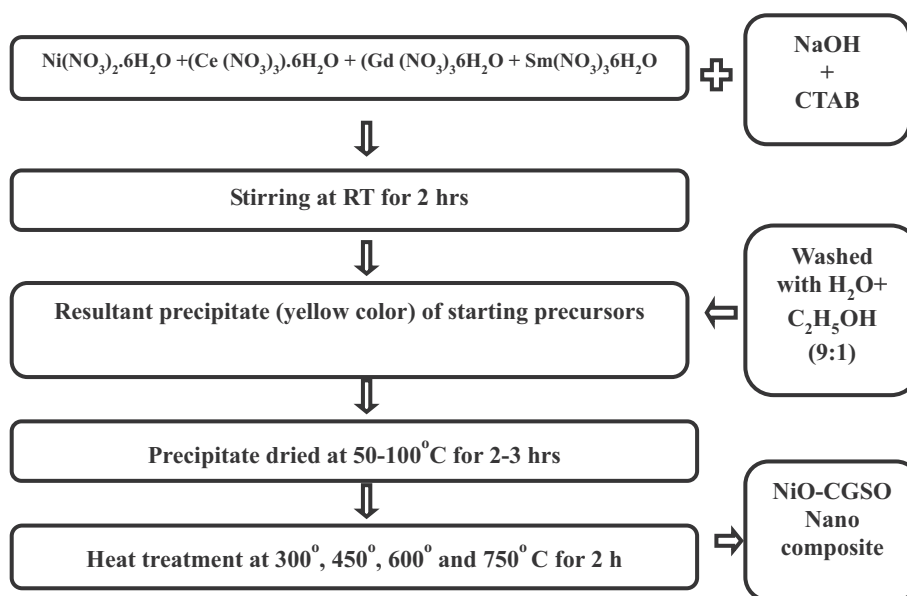 Ni(NO₃)₂.6H₂O +(Ce (NO₃)₃).6H₂O + (Gd (NO₃)₃6H₂O + Sm(NO₃)₃6H₂O
NaOH
+
CTAB
Stirring at RT for 2 hrs
Resultant precipitate (yellow color) of starting precursors
Washed
with H₂O+
C₂H₅OH
(9:1)
Precipitate dried at 50-100°C for 2-3 hrs
Heat treatment at 300°, 450°, 600° and 750° C for 2 h
NiO-CGSO
Nano
composite